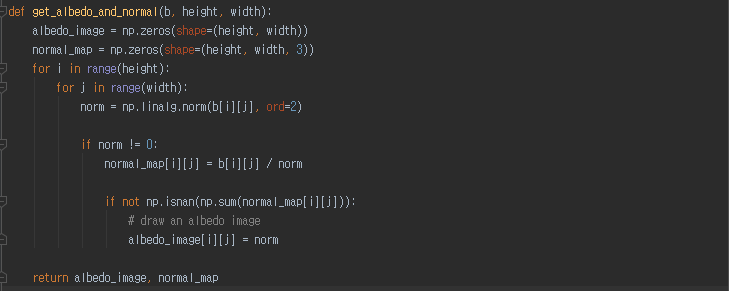 def get_albedo_and_normal(b, height, width):
    albedo_image = np.zeros(shape=(height, width))
    normal_map = np.zeros(shape=(height, width, 3))
    for i in range(height):
        for j in range(width):
            norm = np.linalg.norm(b[i][j], ord=2)
            if norm != 0:
                normal_map[i][j] = b[i][j] / norm
                if not np.isnan(np.sum(normal_map[i][j])):
                    # draw an albedo image
                    albedo_image[i][j] = norm
    return albedo_image, normal_map